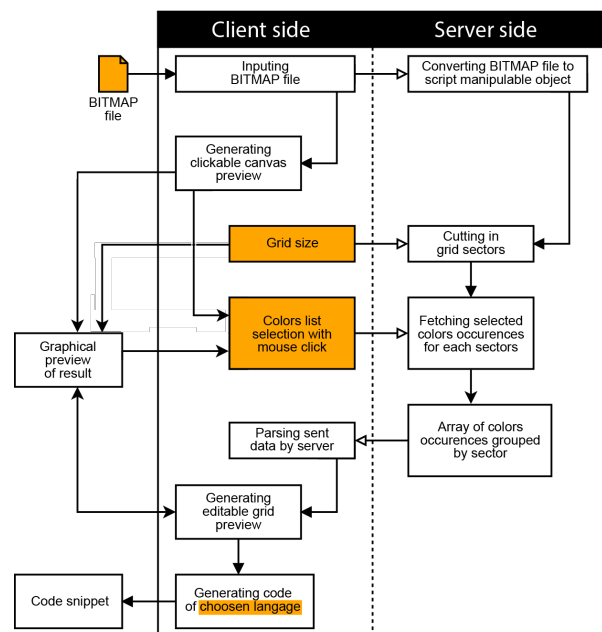 Client side
Server side
BITMAP
file
Inputing
BITMAP file
Converting BITMAP file to
script manipulable object
Generating
clickable canvas
preview
Grid size
Cutting in
grid sectors
Graphical
preview
of result
Colors list
selection with
mouse click
Fetching selected
colors occurences
for each sectors
Parsing sent
data by server
Array of colors
occurences grouped
by sector
Generating
editable grid
preview
Code snippet
Generating code
of choosen langage